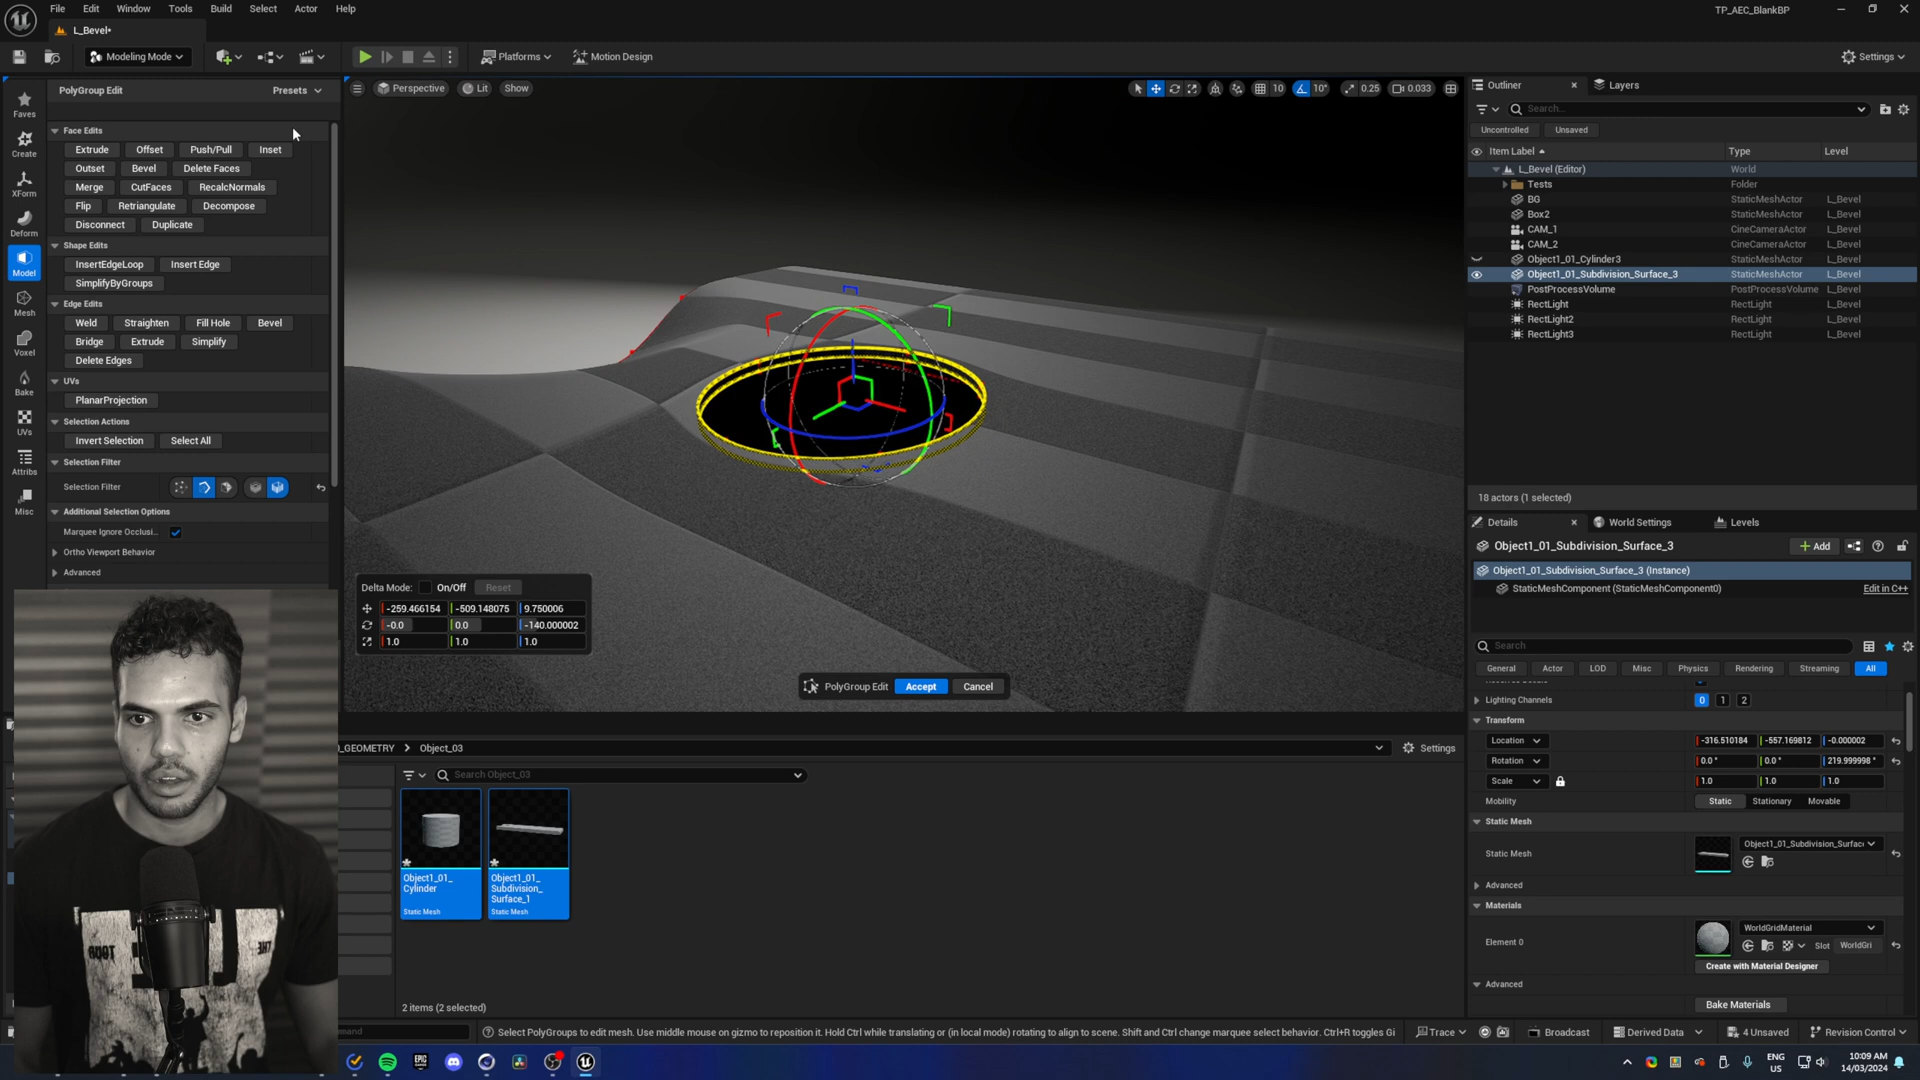 File Edit Window Tools Build Select Actor Help
TP_AEC_BlankBP
L_Bevel•
Modeling Mode
Platforms
Motion Design
Settings
PolyGroup Edit
Presets
Faves
Create
XForm
Deform
Model
Mesh
Voxel
Bake
UVs
Attribs
Misc
Face Edits
Extrude Offset Push/Pull Inset
Outset Bevel Delete Faces
Merge CutFaces RecalcNormals
Flip Retriangulate Decompose
Disconnect Duplicate
Shape Edits
InsertEdgeLoop Insert Edge
SimplifyByGroups
Edge Edits
Weld Straighten Fill Hole Bevel
Bridge Extrude Simplify
Delete Edges
UVs
PlanarProjection
Selection Actions
Invert Selection Select All
Selection Filter
Selection Filter
Additional Selection Options
Marquee Ignore Occlusi...
Ortho Viewport Behavior
Advanced
Perspective Lit Show
10 10° 0.25 0.033
Delta Mode: On/Off Reset
-259.466154 -509.148075 9.750006
-0.0 0.0 -140.000002
1.0 1.0 1.0
PolyGroup Edit Accept Cancel
Outliner Layers
Search...
Uncontrolled Unsaved
Item Label Type Level
L_Bevel (Editor) World
Tests Folder
BG StaticMeshActor L_Bevel
Box2 StaticMeshActor L_Bevel
CAM_1 CineCameraActor L_Bevel
CAM_2 CineCameraActor L_Bevel
Object1_01_Cylinder3 StaticMeshActor L_Bevel
Object1_01_Subdivision_Surface_3 StaticMeshActor L_Bevel
PostProcessVolume PostProcessVolume L_Bevel
RectLight RectLight L_Bevel
RectLight2 RectLight L_Bevel
RectLight3 RectLight L_Bevel
18 actors (1 selected)
Details World Settings Levels
Object1_01_Subdivision_Surface_3
Add
Object1_01_Subdivision_Surface_3 (Instance)
StaticMeshComponent (StaticMeshComponent0) Edit in C++
Search
General Actor LOD Misc Physics Rendering Streaming All
Lighting Channels 0 1 2
Transform
Location -316.510184 -557.169812 -0.000002
Rotation 0.0° 0.0° 219.999998°
Scale 1.0 1.0 1.0
Mobility Static Stationary Movable
Static Mesh
Static Mesh Object1_01_Subdivision_Surfac
Advanced
Materials
Element 0 WorldGridMaterial
Slot WorldGri
Create with Material Designer
Advanced
Bake Materials
_GEOMETRY > Object_03
Settings
Search Object_03
Object1_01_
Cylinder
Static Mesh
Object1_01_
Subdivision_
Surface_1
Static Mesh
2 items (2 selected)
Select PolyGroups to edit mesh. Use middle mouse on gizmo to reposition it. Hold Ctrl while translating or (in local mode) rotating to align to scene. Shift and Ctrl change marquee select behavior. Ctrl+R toggles Gi
Trace Broadcast Derived Data 4 Unsaved Revision Control
EPIC
ENG
US
10:09 AM
14/03/2024